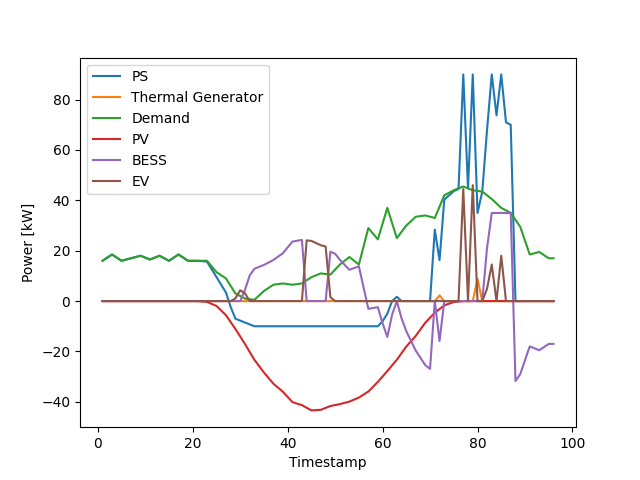 PS
Thermal Generator
Demand
PV
BESS
EV
Power [kW]
80
60
40
20
0
−20
−40
0 20 40 60 80 100
Timestamp